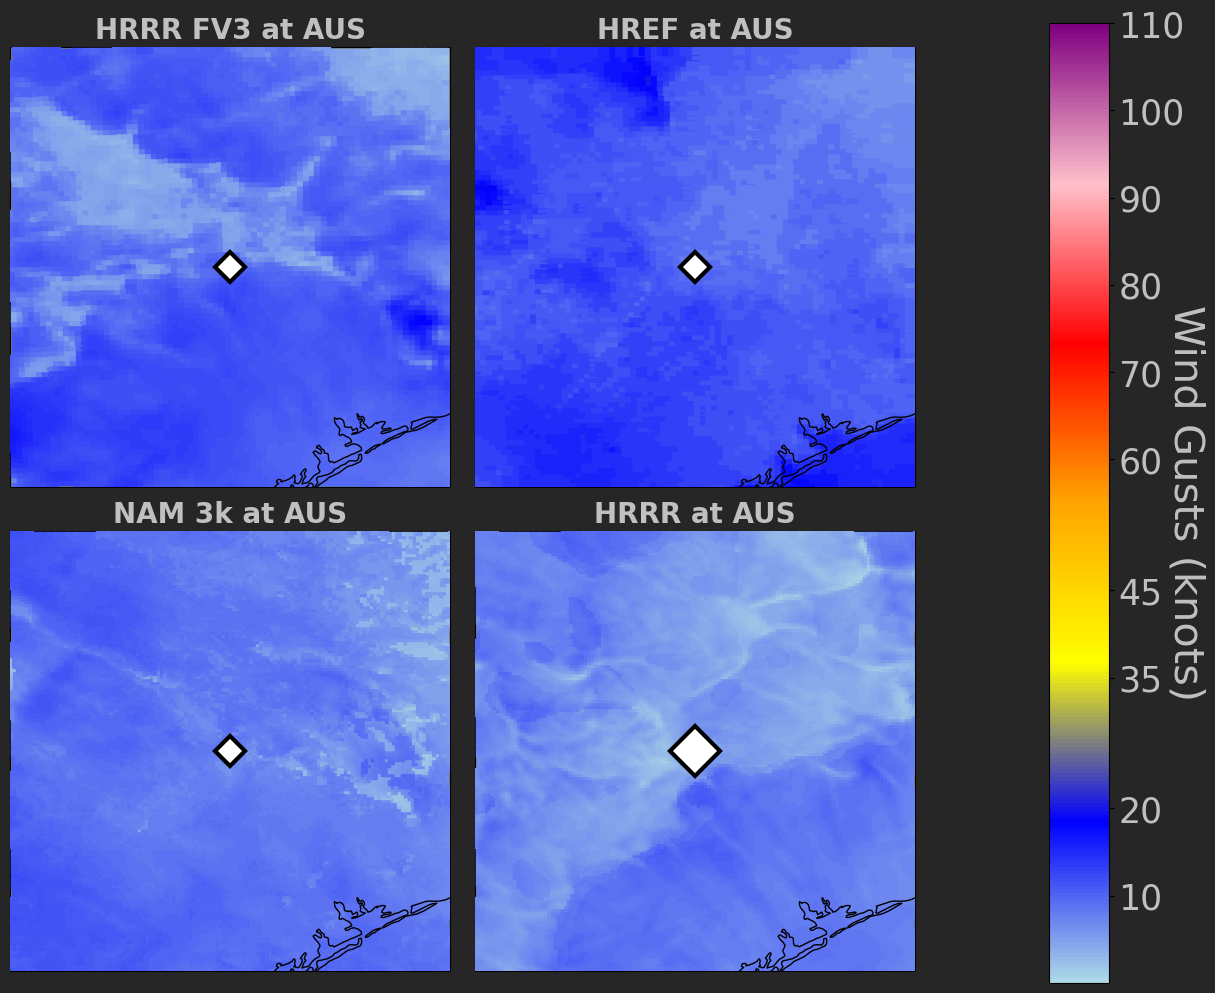 HRRR FV3 at AUS
HREF at AUS
NAM 3k at AUS
HRRR at AUS
110
100
90
80
70
60
45
35
20
10
Wind Gusts (knots)